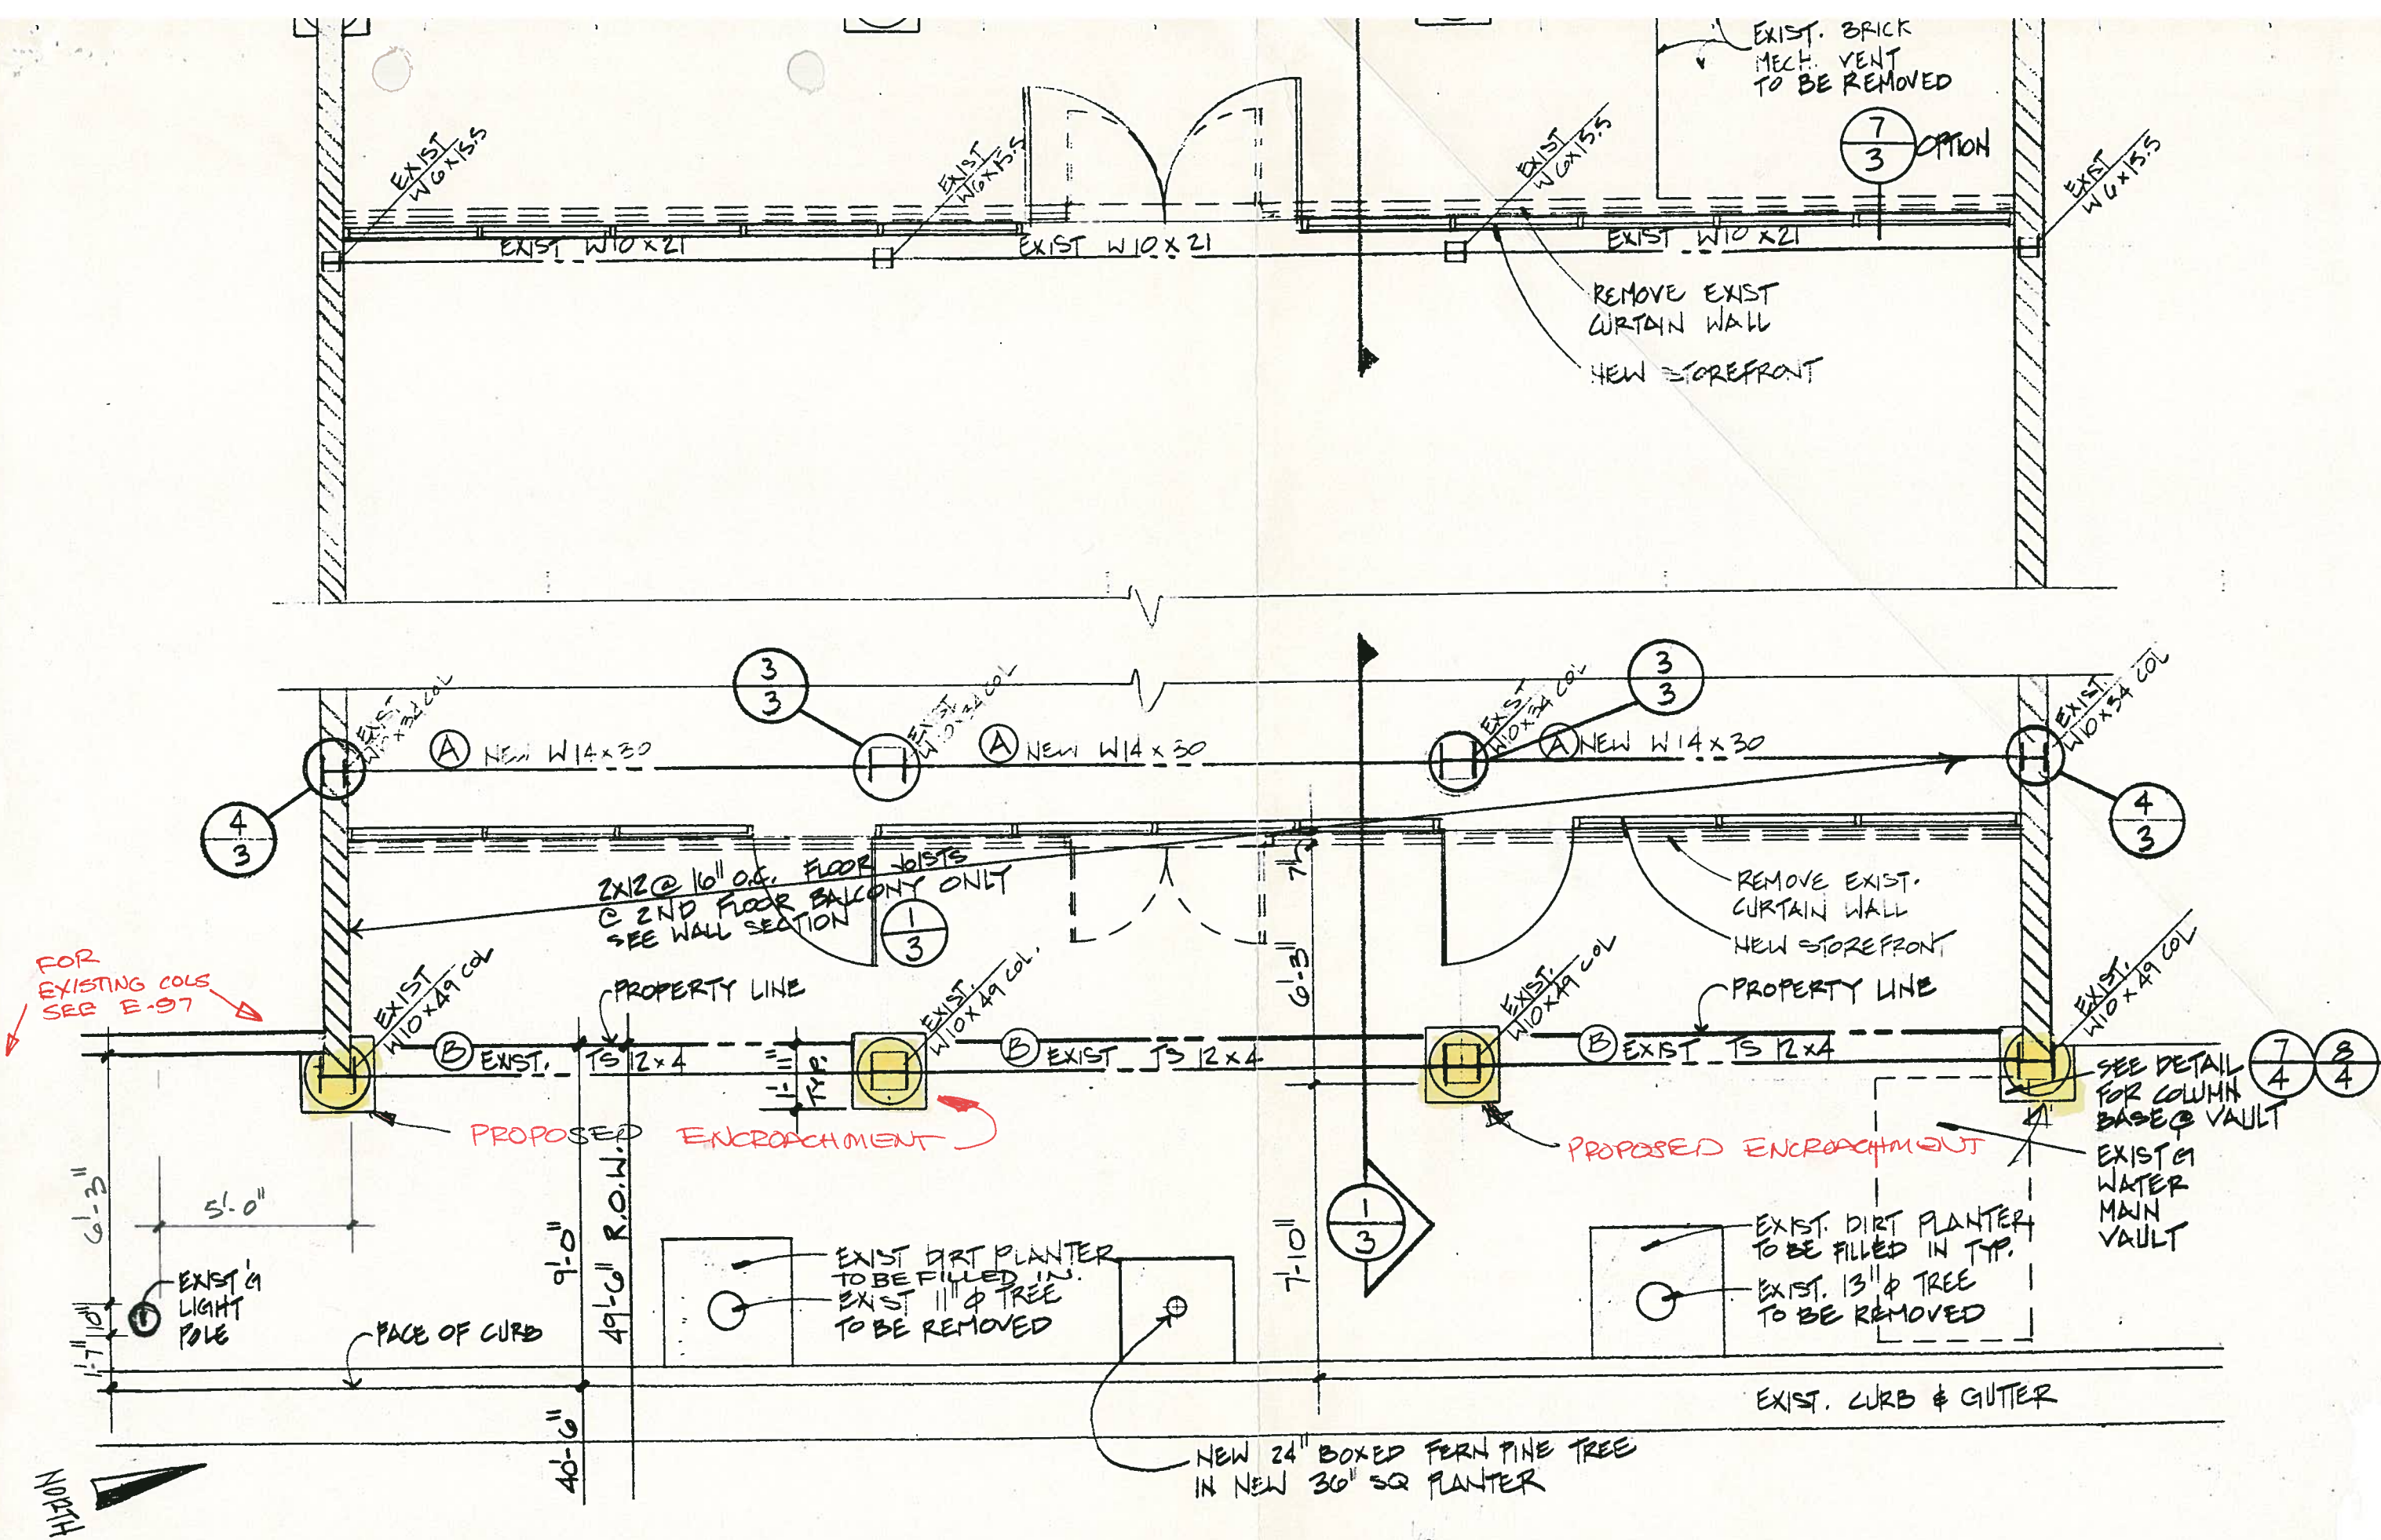 EXIST. BRICK
MECH. VENT
TO BE REMOVED
7
3
OPTION
EXIST
W6x15.5
EXIST
W6x15.5
EXIST
W6x15.5
EXIST
W6x15.5
EXIST W10x21
EXIST W10x21
EXIST W10x21
REMOVE EXIST
CURTAIN WALL
NEW STOREFRONT
3
3
3
3
EXIST
W10x34 COL
EXIST
W10x34 COL
EXIST
W10x34 COL
EXIST.
W10x34 COL
A NEW W14x30
A NEW W14x30
A NEW W14x30
4
3
4
3
2x12 @ 16" O.C. FLOOR JOISTS
@ 2ND FLOOR BALCONY ONLY
SEE WALL SECTION
1
3
7"
REMOVE EXIST.
CURTAIN WALL
NEW STOREFRONT
6'-3"
FOR
EXISTING COLS
SEE E-97
EXIST
W10x49 COL
PROPERTY LINE
EXIST.
W10x49 COL.
EXIST.
W10x49 COL
PROPERTY LINE
EXIST.
W10x49 COL
B EXIST. TS 12x4
1'-11"
TYP.
B EXIST TS 12x4
B EXIST TS 12x4
SEE DETAIL
FOR COLUMN
BASE @ VAULT
7
4
8
4
PROPOSED ENCROACHMENT
PROPOSED ENCROACHMENT
EXIST'G
WATER
MAIN
VAULT
6'-3"
5'-0"
9'-0"
49'-6" R.O.W.
7'-10"
1
3
EXIST'G
LIGHT
POLE
10"
1'-7"
FACE OF CURB
EXIST DIRT PLANTER
TO BE FILLED IN.
EXIST 11"φ TREE
TO BE REMOVED
EXIST. DIRT PLANTER
TO BE FILLED IN TYP.
EXIST. 13"φ TREE
TO BE REMOVED
EXIST. CURB & GUTTER
40'-6"
NEW 24" BOXED FERN PINE TREE
IN NEW 36" SQ PLANTER
NORTH